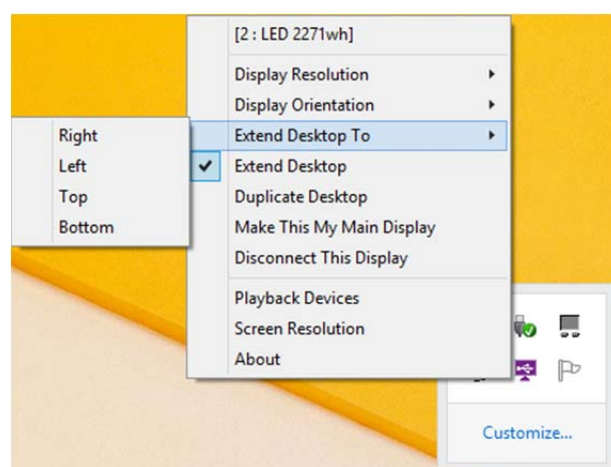 [2 : LED 2271wh]
Display Resolution
Display Orientation
Extend Desktop To
Extend Desktop
Duplicate Desktop
Make This My Main Display
Disconnect This Display
Playback Devices
Screen Resolution
About
Right
Left
Top
Bottom
Customize...